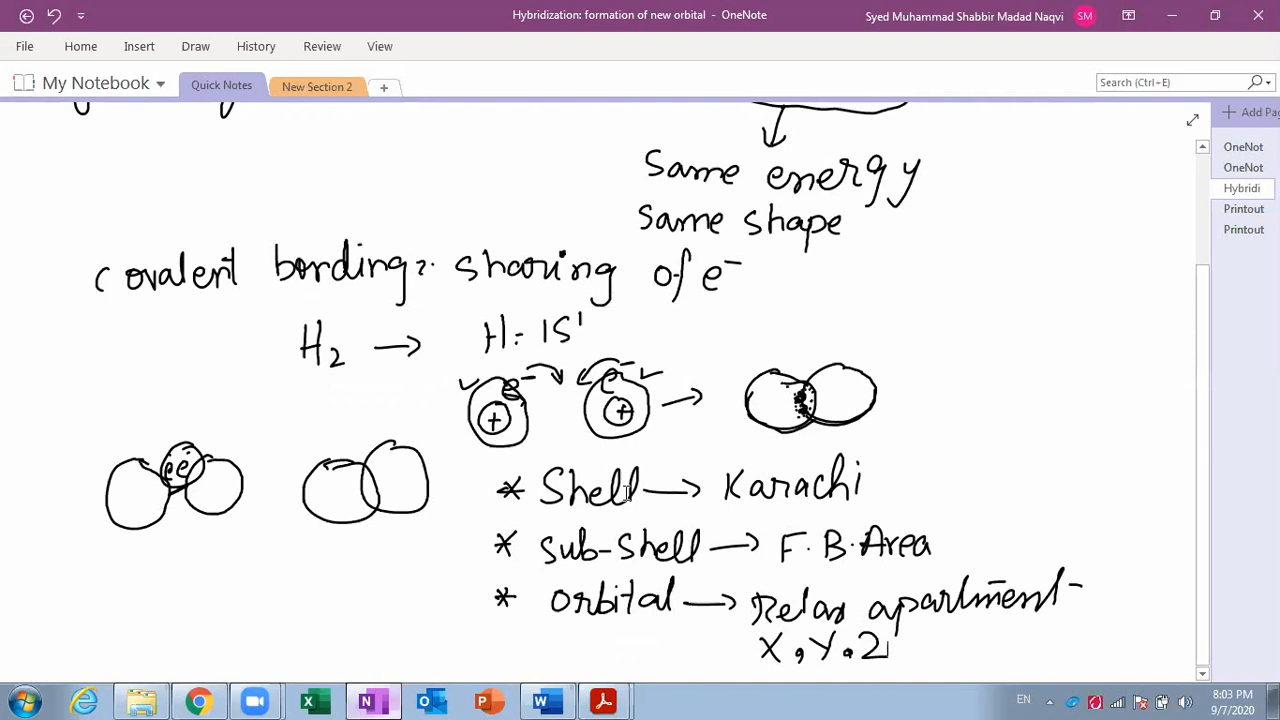 Hybridization: formation of new orbital - OneNote
Syed Muhammad Shabbir Madad Naqvi
SM
File Home Insert Draw History Review View
My Notebook
Quick Notes
New Section 2
Search (Ctrl+E)
Add Pag
OneNot
OneNot
Hybridi
Printout
Printout
Same energy
Same shape
covalent bonding: sharing of e⁻
H₂ → H: 1S¹
e⁻ e⁻
+ + →
e e⁻
* Shell → Karachi
* Sub-Shell → F.B.Area
* Orbital → Relax apartment
X, Y, Z
EN
8:03 PM
9/7/2020